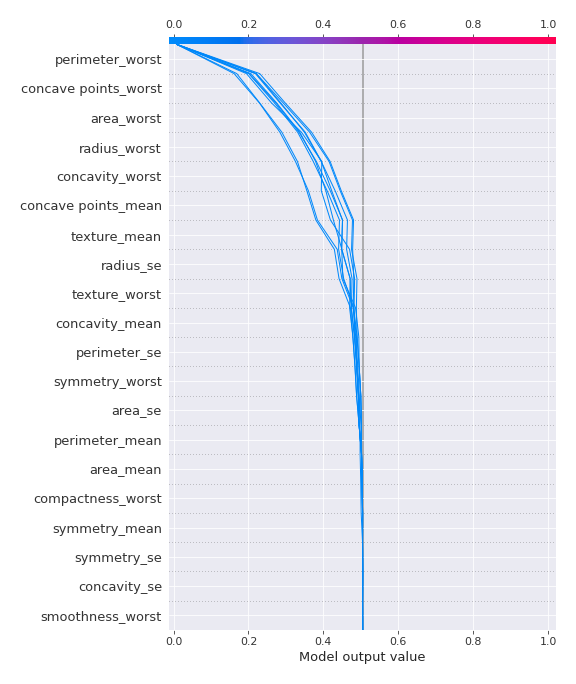 0.0 0.2 0.4 0.6 0.8 1.0
perimeter_worst
concave points_worst
area_worst
radius_worst
concavity_worst
concave points_mean
texture_mean
radius_se
texture_worst
concavity_mean
perimeter_se
symmetry_worst
area_se
perimeter_mean
area_mean
compactness_worst
symmetry_mean
symmetry_se
concavity_se
smoothness_worst
0.0 0.2 0.4 0.6 0.8 1.0
Model output value